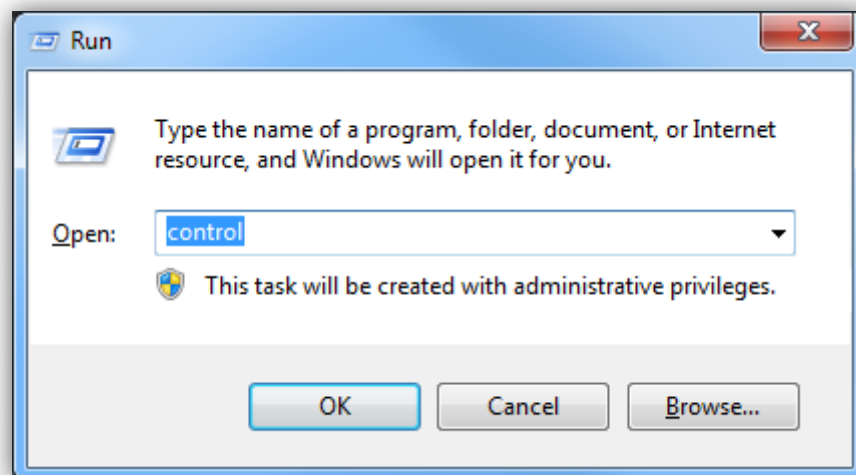 Run
Type the name of a program, folder, document, or Internet
resource, and Windows will open it for you.
Open: control
This task will be created with administrative privileges.
OK Cancel Browse...